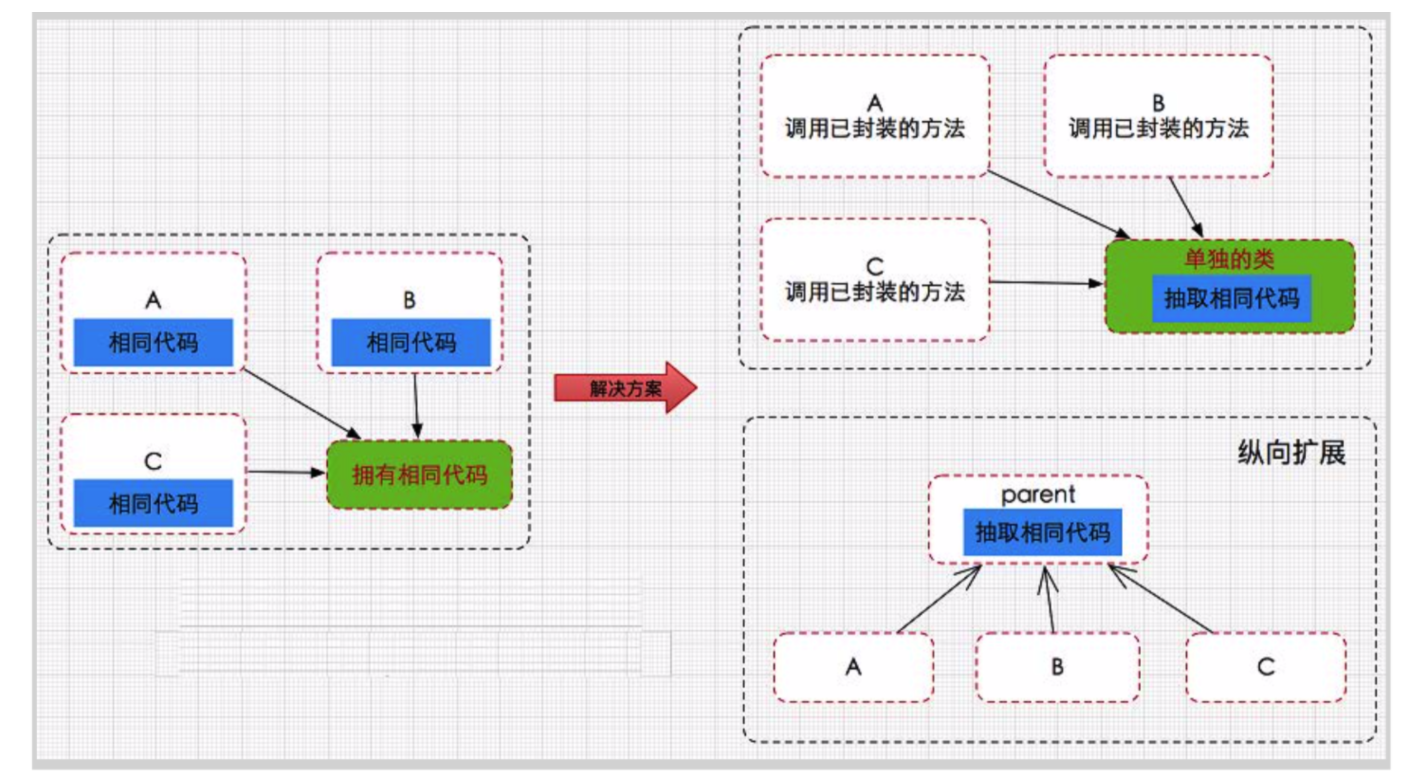 A
相同代码
B
相同代码
C
相同代码
拥有相同代码
解决方案
A
调用已封装的方法
B
调用已封装的方法
C
调用已封装的方法
单独的类
抽取相同代码
纵向扩展
parent
抽取相同代码
A
B
C